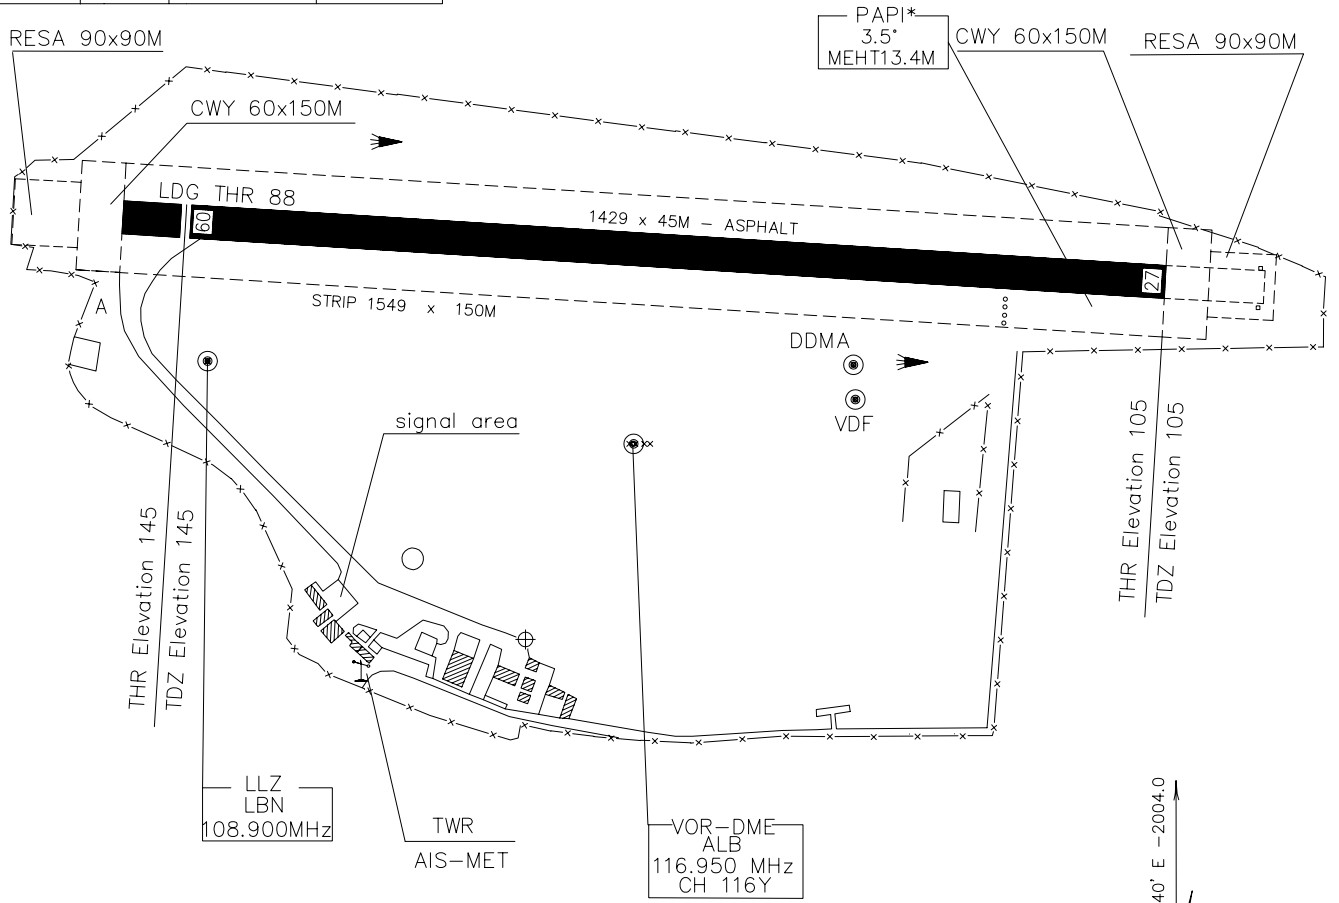 PAPI*
3.5°
MEHT13.4M
RESA 90x90M
CWY 60x150M
RESA 90x90M
CWY 60x150M
LDG THR 88
09
1429 x 45M - ASPHALT
27
STRIP 1549 x 150M
A
DDMA
VDF
signal area
THR Elevation 145
TDZ Elevation 145
THR Elevation 105
TDZ Elevation 105
LLZ
LBN
108.900MHz
TWR
AIS-MET
VOR-DME
ALB
116.950 MHz
CH 116Y
40' E -2004.0